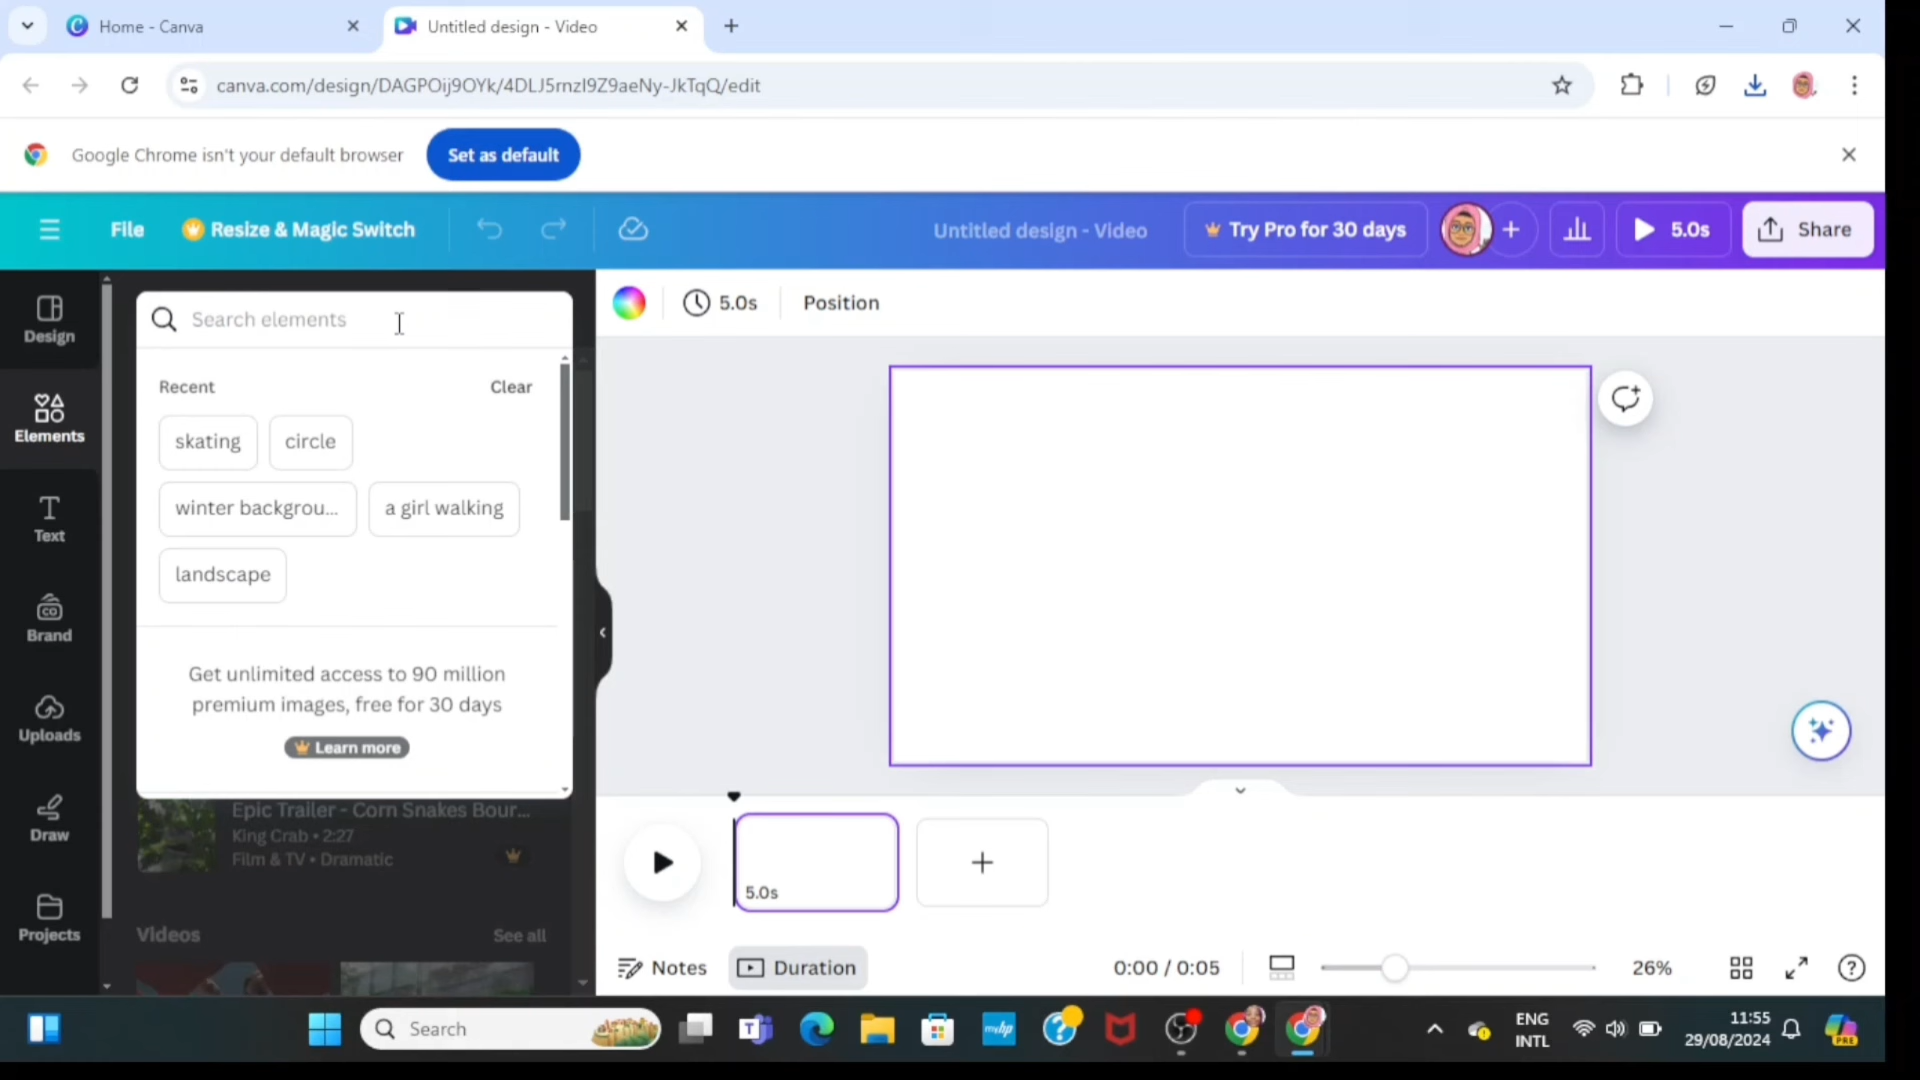 Home - Canva
Untitled design - Video
canva.com/design/DAGPOij9OYk/4DLJ5rnzI9Z9aeNy-JkTqQ/edit
Google Chrome isn't your default browser
Set as default
File
Resize & Magic Switch
Untitled design - Video
Try Pro for 30 days
5.0s
Share
Design
Elements
Text
Brand
Uploads
Draw
Projects
Search elements
Recent
Clear
skating
circle
winter backgrou...
a girl walking
landscape
Get unlimited access to 90 million
premium images, free for 30 days
Learn more
Epic Trailer - Corn Snakes Bour...
King Crab • 2:27
Film & TV • Dramatic
Videos
See all
5.0s
Position
5.0s
Notes
Duration
0:00 / 0:05
26%
Search
myhp
ENG
INTL
11:55
29/08/2024
PRE